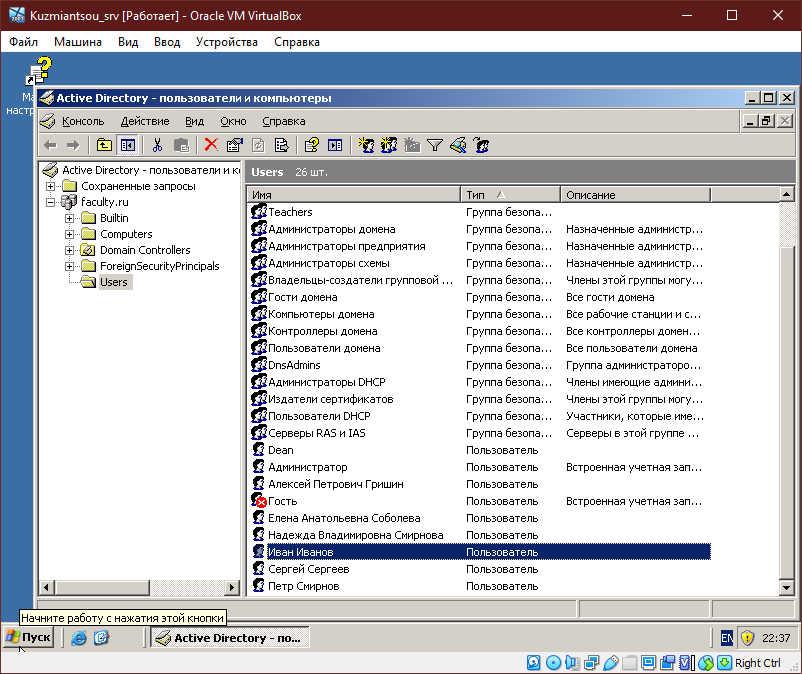 Kuzmiantsou_srv [Работает] - Oracle VM VirtualBox
Файл Машина Вид Ввод Устройства Справка
Active Directory - пользователи и компьютеры
Консоль Действие Вид Окно Справка
Active Directory - пользователи и к
Сохраненные запросы
faculty.ru
Builtin
Computers
Domain Controllers
ForeignSecurityPrincipals
Users
Users 26 шт.
Имя Тип Описание
Teachers Группа безопа...
Администраторы домена Группа безопа... Назначенные администр...
Администраторы предприятия Группа безопа... Назначенные администр...
Администраторы схемы Группа безопа... Назначенные администр...
Владельцы-создатели групповой ... Группа безопа... Члены этой группы могу...
Гости домена Группа безопа... Все гости домена
Компьютеры домена Группа безопа... Все рабочие станции и с...
Контроллеры домена Группа безопа... Все контроллеры домен...
Пользователи домена Группа безопа... Все пользователи домена
DnsAdmins Группа безопа... Группа администраторо...
Администраторы DHCP Группа безопа... Члены имеющие админи...
Издатели сертификатов Группа безопа... Члены этой группы могу...
Пользователи DHCP Группа безопа... Участники, которые име...
Серверы RAS и IAS Группа безопа... Серверы в этой группе ...
Dean Пользователь
Администратор Пользователь Встроенная учетная зап...
Алексей Петрович Гришин Пользователь
Гость Пользователь Встроенная учетная зап...
Елена Анатольевна Соболева Пользователь
Надежда Владимировна Смирнова Пользователь
Иван Иванов Пользователь
Сергей Сергеев Пользователь
Петр Смирнов Пользователь
Начните работу с нажатия этой кнопки
Пуск Active Directory - по... EN 22:37
Right Ctrl